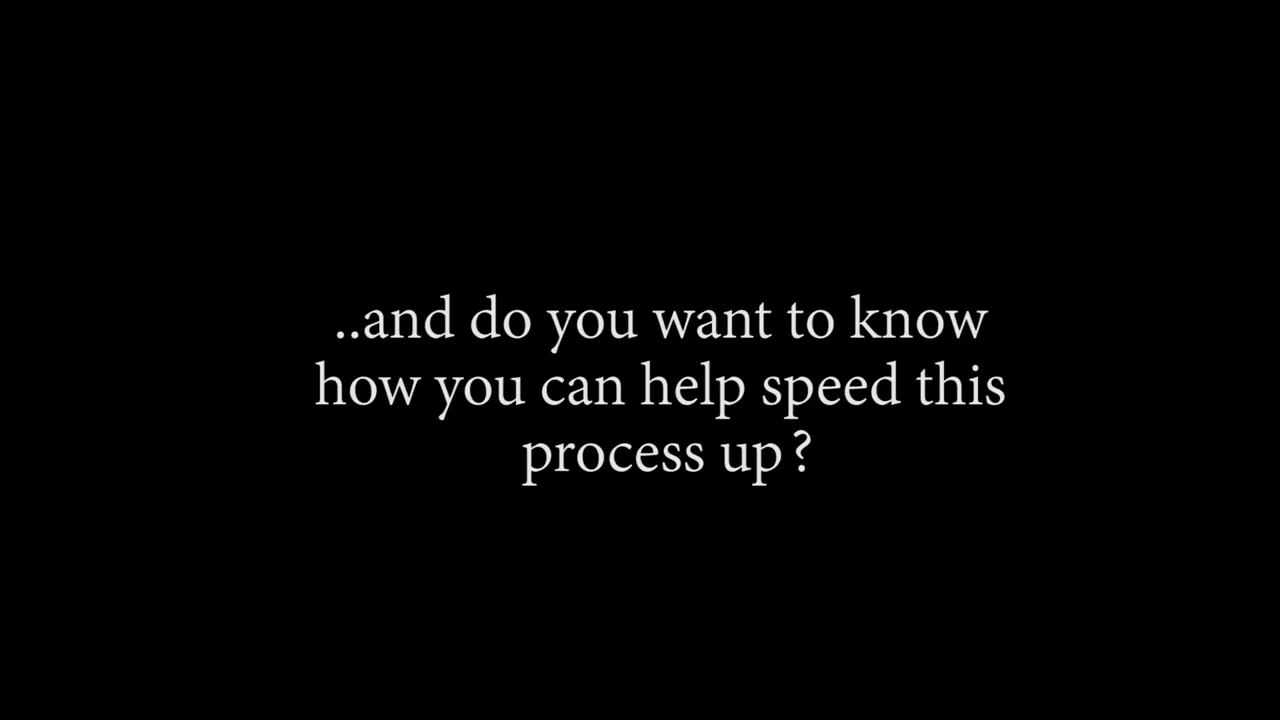 ..and do you want to know
how you can help speed this
process up?